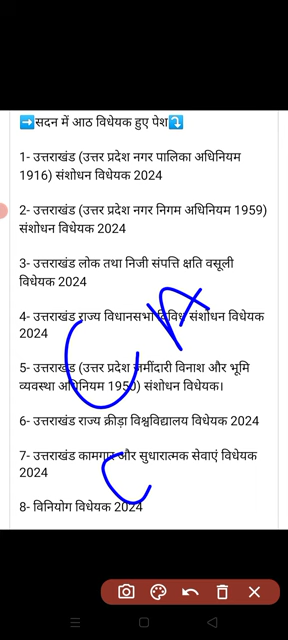 ➡️सदन में आठ विधेयक हुए पेश⤵️
1- उत्तराखंड (उत्तर प्रदेश नगर पालिका अधिनियम
1916) संशोधन विधेयक 2024
2- उत्तराखंड (उत्तर प्रदेश नगर निगम अधिनियम 1959)
संशोधन विधेयक 2024
3- उत्तराखंड लोक तथा निजी संपत्ति क्षति वसूली
विधेयक 2024
4- उत्तराखंड राज्य विधानसभा विविध संशोधन विधेयक
2024
5- उत्तराखंड (उत्तर प्रदेश जमींदारी विनाश और भूमि
व्यवस्था अधिनियम 1950) संशोधन विधेयक।
6- उत्तराखंड राज्य क्रीड़ा विश्वविद्यालय विधेयक 2024
7- उत्तराखंड कामगार और सुधारात्मक सेवाएं विधेयक
2024
8- विनियोग विधेयक 2024